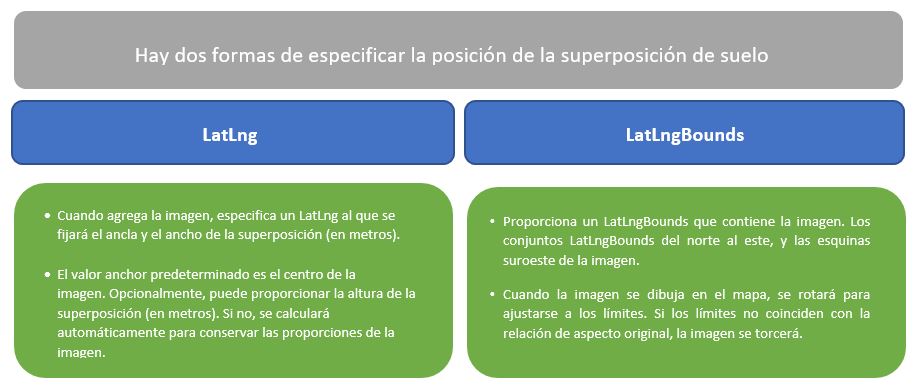 Hay dos formas de especificar la posición de la superposición de suelo
LatLng
LatLngBounds
• Cuando agrega la imagen, especifica un LatLng al que se
fijará el ancla y el ancho de la superposición (en metros).
• El valor anchor predeterminado es el centro de la
imagen. Opcionalmente, puede proporcionar la altura de la
superposición (en metros). Si no, se calculará
automáticamente para conservar las proporciones de la
imagen.
• Proporciona un LatLngBounds que contiene la imagen. Los
conjuntos LatLngBounds del norte al este, y las esquinas
suroeste de la imagen.
• Cuando la imagen se dibuja en el mapa, se rotará para
ajustarse a los límites. Si los límites no coinciden con la
relación de aspecto original, la imagen se torcerá.